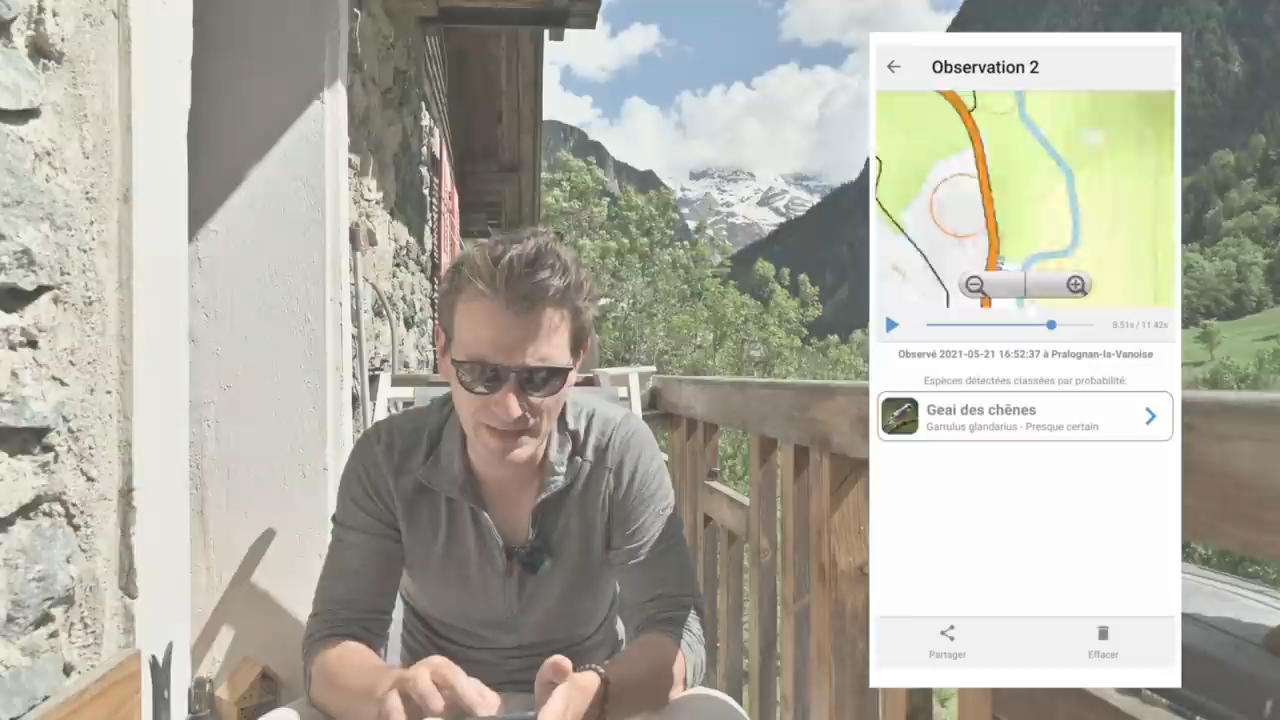 Observation 2
8.51s / 11.42s
Observé 2021-05-21 16:52:37 à Pralognan-la-Vanoise
Espèces détectées classées par probabilité:
Geai des chênes
Garrulus glandarius - Presque certain
Partager
Effacer